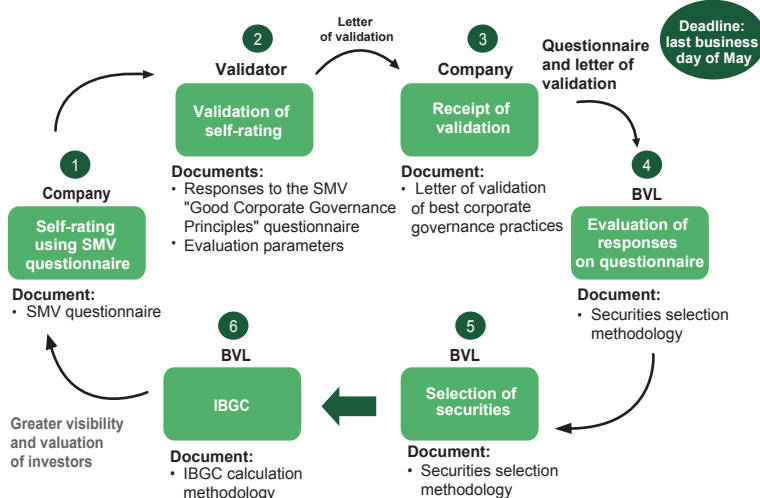 1
Company
Self-rating
using SMV
questionnaire
Document:
• SMV questionnaire
2
Validator
Validation of
self-rating
Documents:
• Responses to the SMV
"Good Corporate Governance
Principles" questionnaire
• Evaluation parameters
Letter
of validation
3
Company
Receipt of
validation
Document:
• Letter of validation
of best corporate
governance practices
Questionnaire
and letter of
validation
Deadline:
last business
day of May
4
BVL
Evaluation of
responses
on questionnaire
Document:
• Securities selection
methodology
5
BVL
Selection of
securities
Document:
• Securities selection
methodology
6
BVL
IBGC
Document:
• IBGC calculation
methodology
Greater visibility
and valuation
of investors